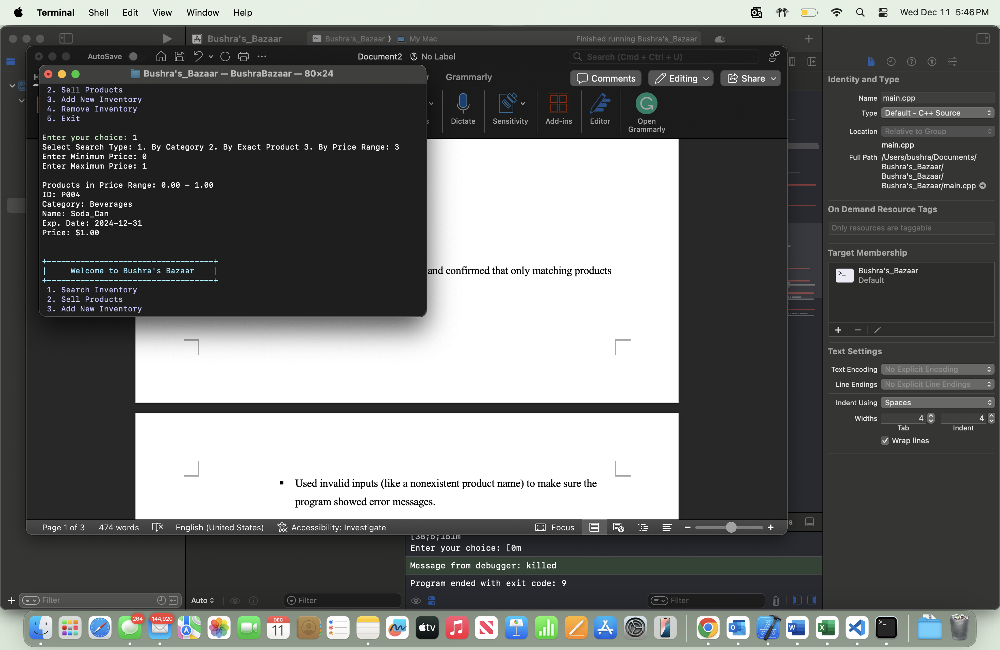 Terminal Shell Edit View Window Help Wed Dec 11 5:46 PM
Bushra's_Bazaar Bushra's_Bazaar ⟩ My Mac Finished running Bushra's_Bazaar
AutoSave Document2 No Label Search (Cmd + Ctrl + U)
Grammarly Comments Editing Share
Dictate Sensitivity Add-ins Editor Open
Grammarly
Bushra's_Bazaar — BushraBazaar — 80×24
2. Sell Products
3. Add New Inventory
4. Remove Inventory
5. Exit
Enter your choice: 1
Select Search Type: 1. By Category 2. By Exact Product 3. By Price Range: 3
Enter Minimum Price: 0
Enter Maximum Price: 1
Products in Price Range: 0.00 - 1.00
ID: P004
Category: Beverages
Name: Soda_Can
Exp. Date: 2024-12-31
Price: $1.00
+------------------------------------+
| Welcome to Bushra's Bazaar |
+------------------------------------+
1. Search Inventory
2. Sell Products
3. Add New Inventory
and confirmed that only matching products
▪ Used invalid inputs (like a nonexistent product name) to make sure the
program showed error messages.
Page 1 of 3 474 words English (United States) Accessibility: Investigate Focus
[38;5;151m
Enter your choice: [0m
Message from debugger: killed
Program ended with exit code: 9
Filter Auto Filter Filter
Identity and Type
Name main.cpp
Type Default - C++ Source
Location Relative to Group
main.cpp
Full Path /Users/bushra/Documents/
Bushra's_Bazaar/
Bushra's_Bazaar/
Bushra's_Bazaar/main.cpp
On Demand Resource Tags
Only resources are taggable
Target Membership
Bushra's_Bazaar
Default
Text Settings
Text Encoding No Explicit Encoding
Line Endings No Explicit Line Endings
Indent Using Spaces
Widths 4 4
Tab Indent
Wrap lines
264 144,920 DEC
11 tv